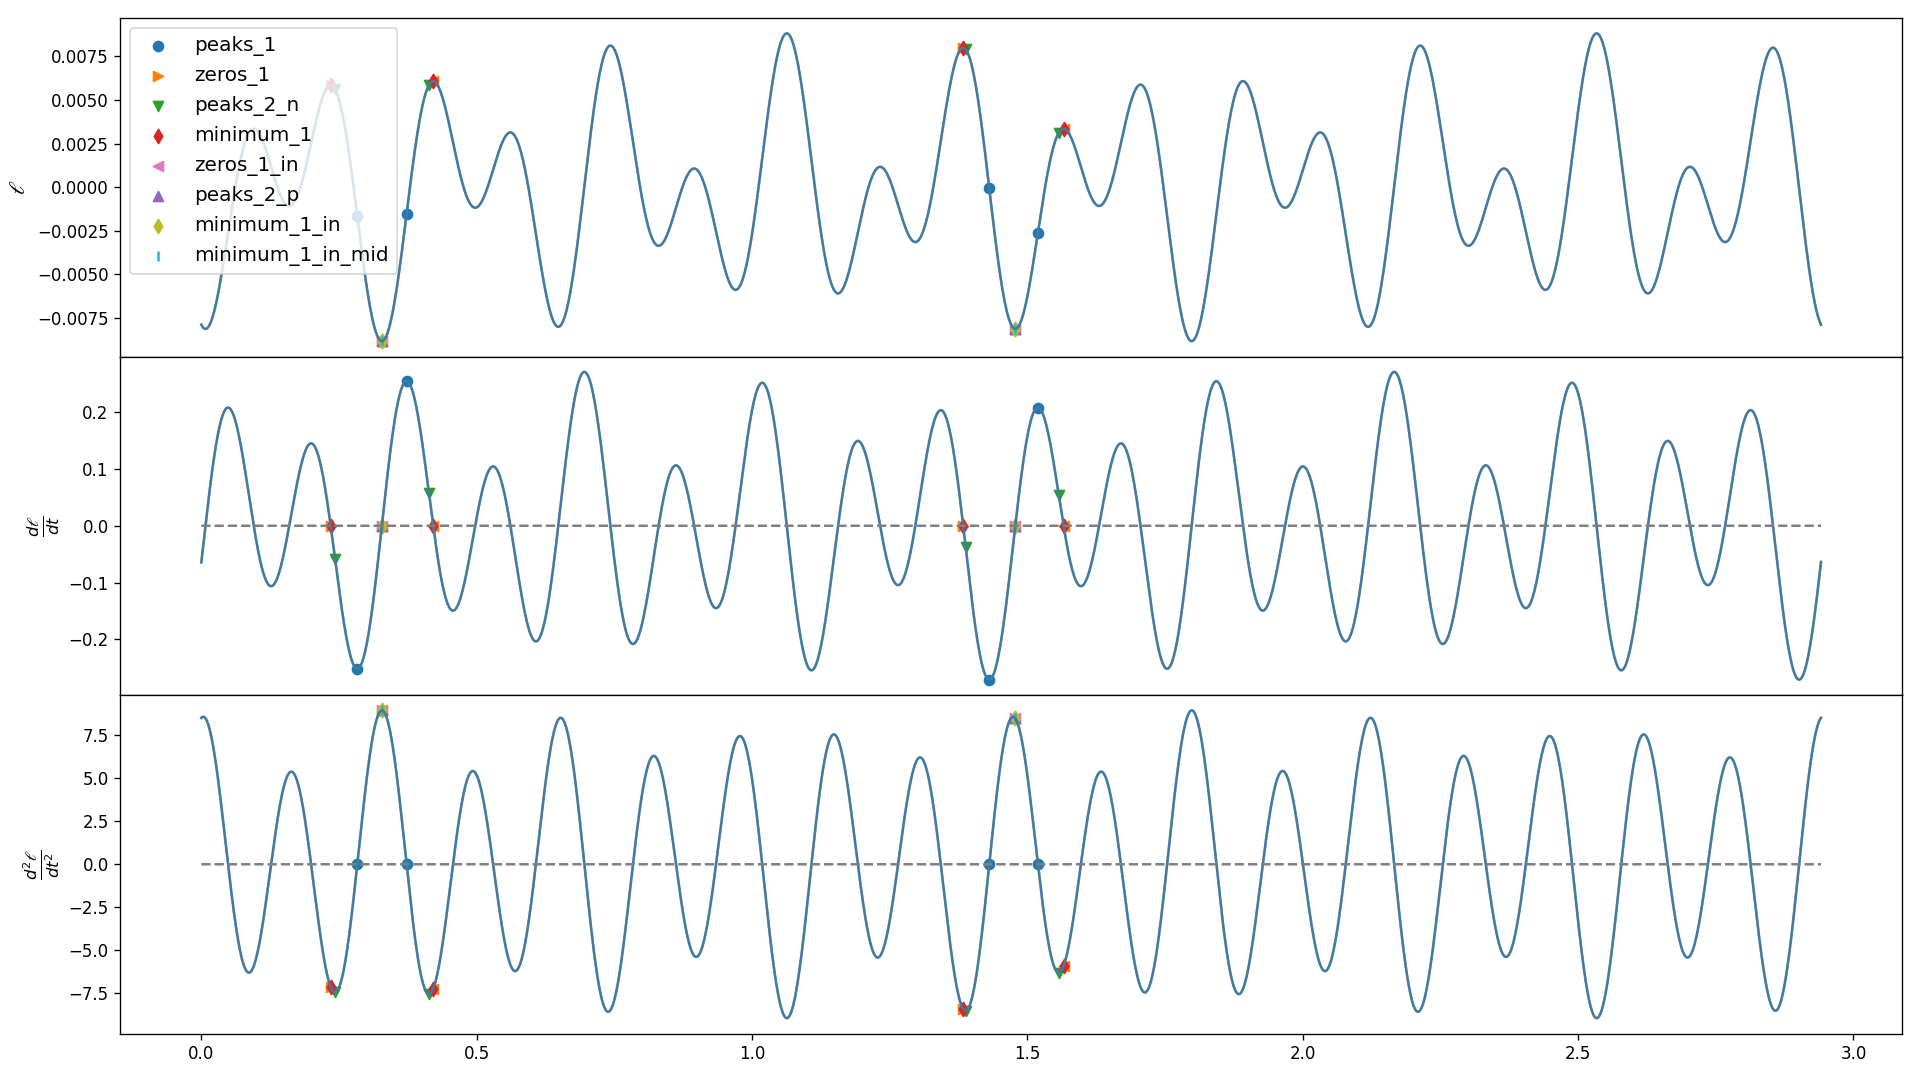 peaks_1
zeros_1
peaks_2_n
minimum_1
zeros_1_in
peaks_2_p
minimum_1_in
minimum_1_in_mid
0.0075
0.0050
0.0025
0.0000
−0.0025
−0.0050
−0.0075
ℓ
0.2
0.1
0.0
−0.1
−0.2
dℓ
dt
7.5
5.0
2.5
0.0
−2.5
−5.0
−7.5
d²ℓ
dt²
0.0 0.5 1.0 1.5 2.0 2.5 3.0